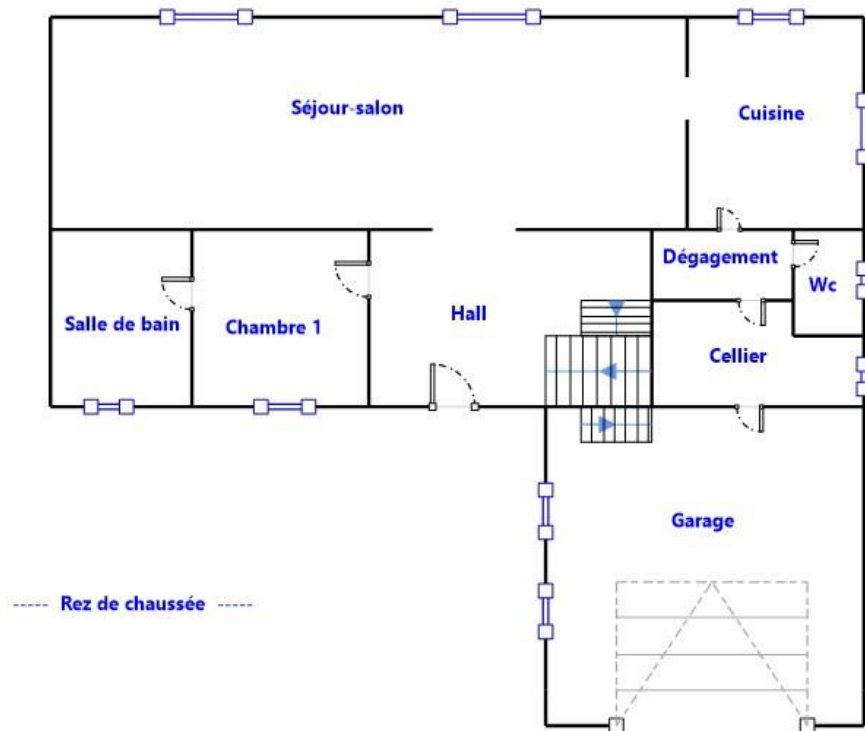 Séjour-salon
Cuisine
Dégagement
Wc
Salle de bain
Chambre 1
Hall
Cellier
Garage
----- Rez de chaussée -----